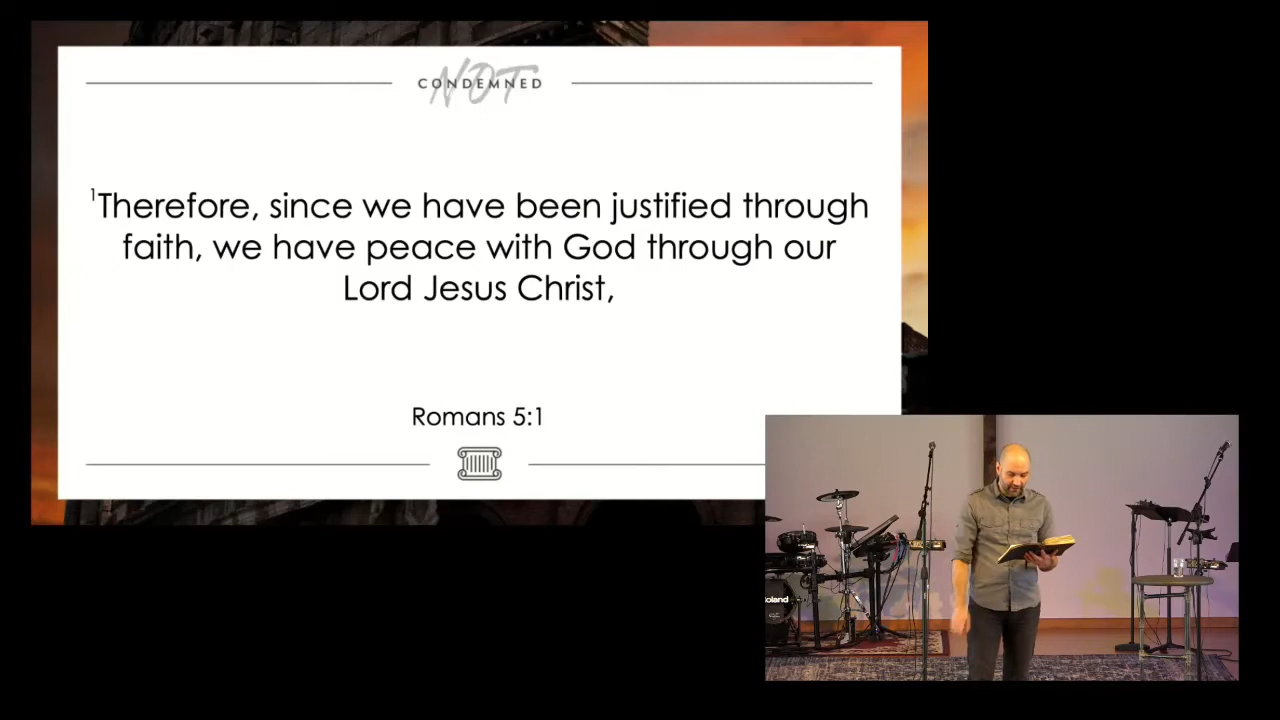 NOT
CONDEMNED
1Therefore, since we have been justified through
faith, we have peace with God through our
Lord Jesus Christ,
Romans 5:1
oland